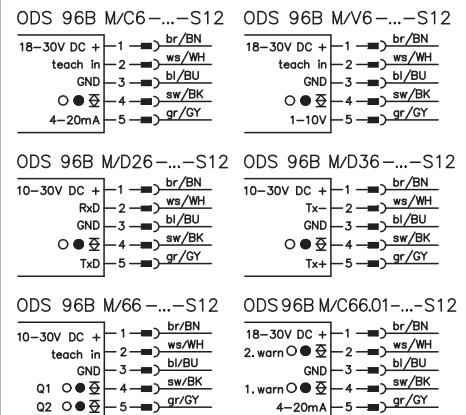 ODS 96B M/C6-...-S12
18-30V DC + 1 br/BN
teach in 2 ws/WH
GND 3 bl/BU
4 sw/BK
4-20mA 5 gr/GY
ODS 96B M/V6-...-S12
18-30V DC + 1 br/BN
teach in 2 ws/WH
GND 3 bl/BU
4 sw/BK
1-10V 5 gr/GY
ODS 96B M/D26-...-S12
10-30V DC + 1 br/BN
RxD 2 ws/WH
GND 3 bl/BU
4 sw/BK
TxD 5 gr/GY
ODS 96B M/D36-...-S12
10-30V DC + 1 br/BN
Tx- 2 ws/WH
GND 3 bl/BU
4 sw/BK
Tx+ 5 gr/GY
ODS 96B M/66-...-S12
10-30V DC + 1 br/BN
teach in 2 ws/WH
GND 3 bl/BU
Q1 4 sw/BK
Q2 5 gr/GY
ODS 96B M/C66.01-...-S12
18-30V DC + 1 br/BN
2. warn 2 ws/WH
GND 3 bl/BU
1. warn 4 sw/BK
4-20mA 5 gr/GY